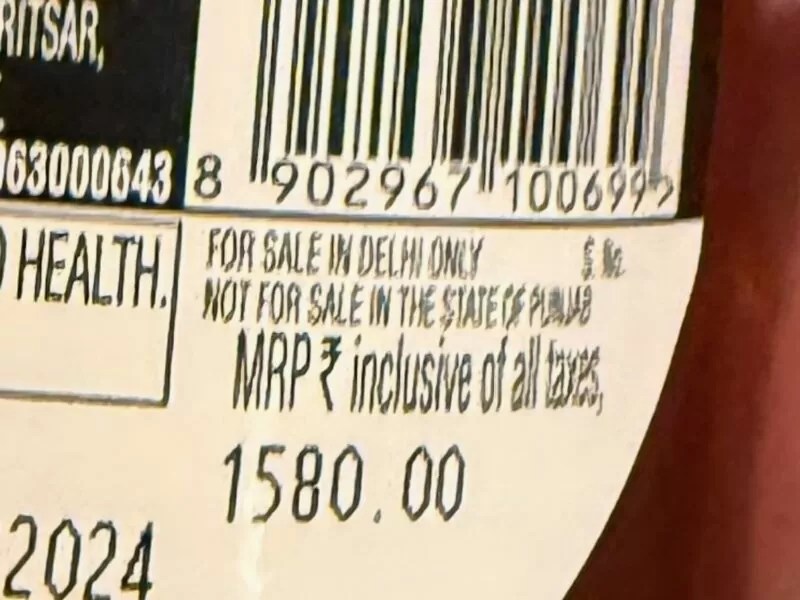 RITSAR,
063000643
8 902967 100699 >
HEALTH.
FOR SALE IN DELHI ONLY
NOT FOR SALE IN THE STATE OF PUNJAB
MRP ₹ inclusive of all taxes,
1580.00
2024